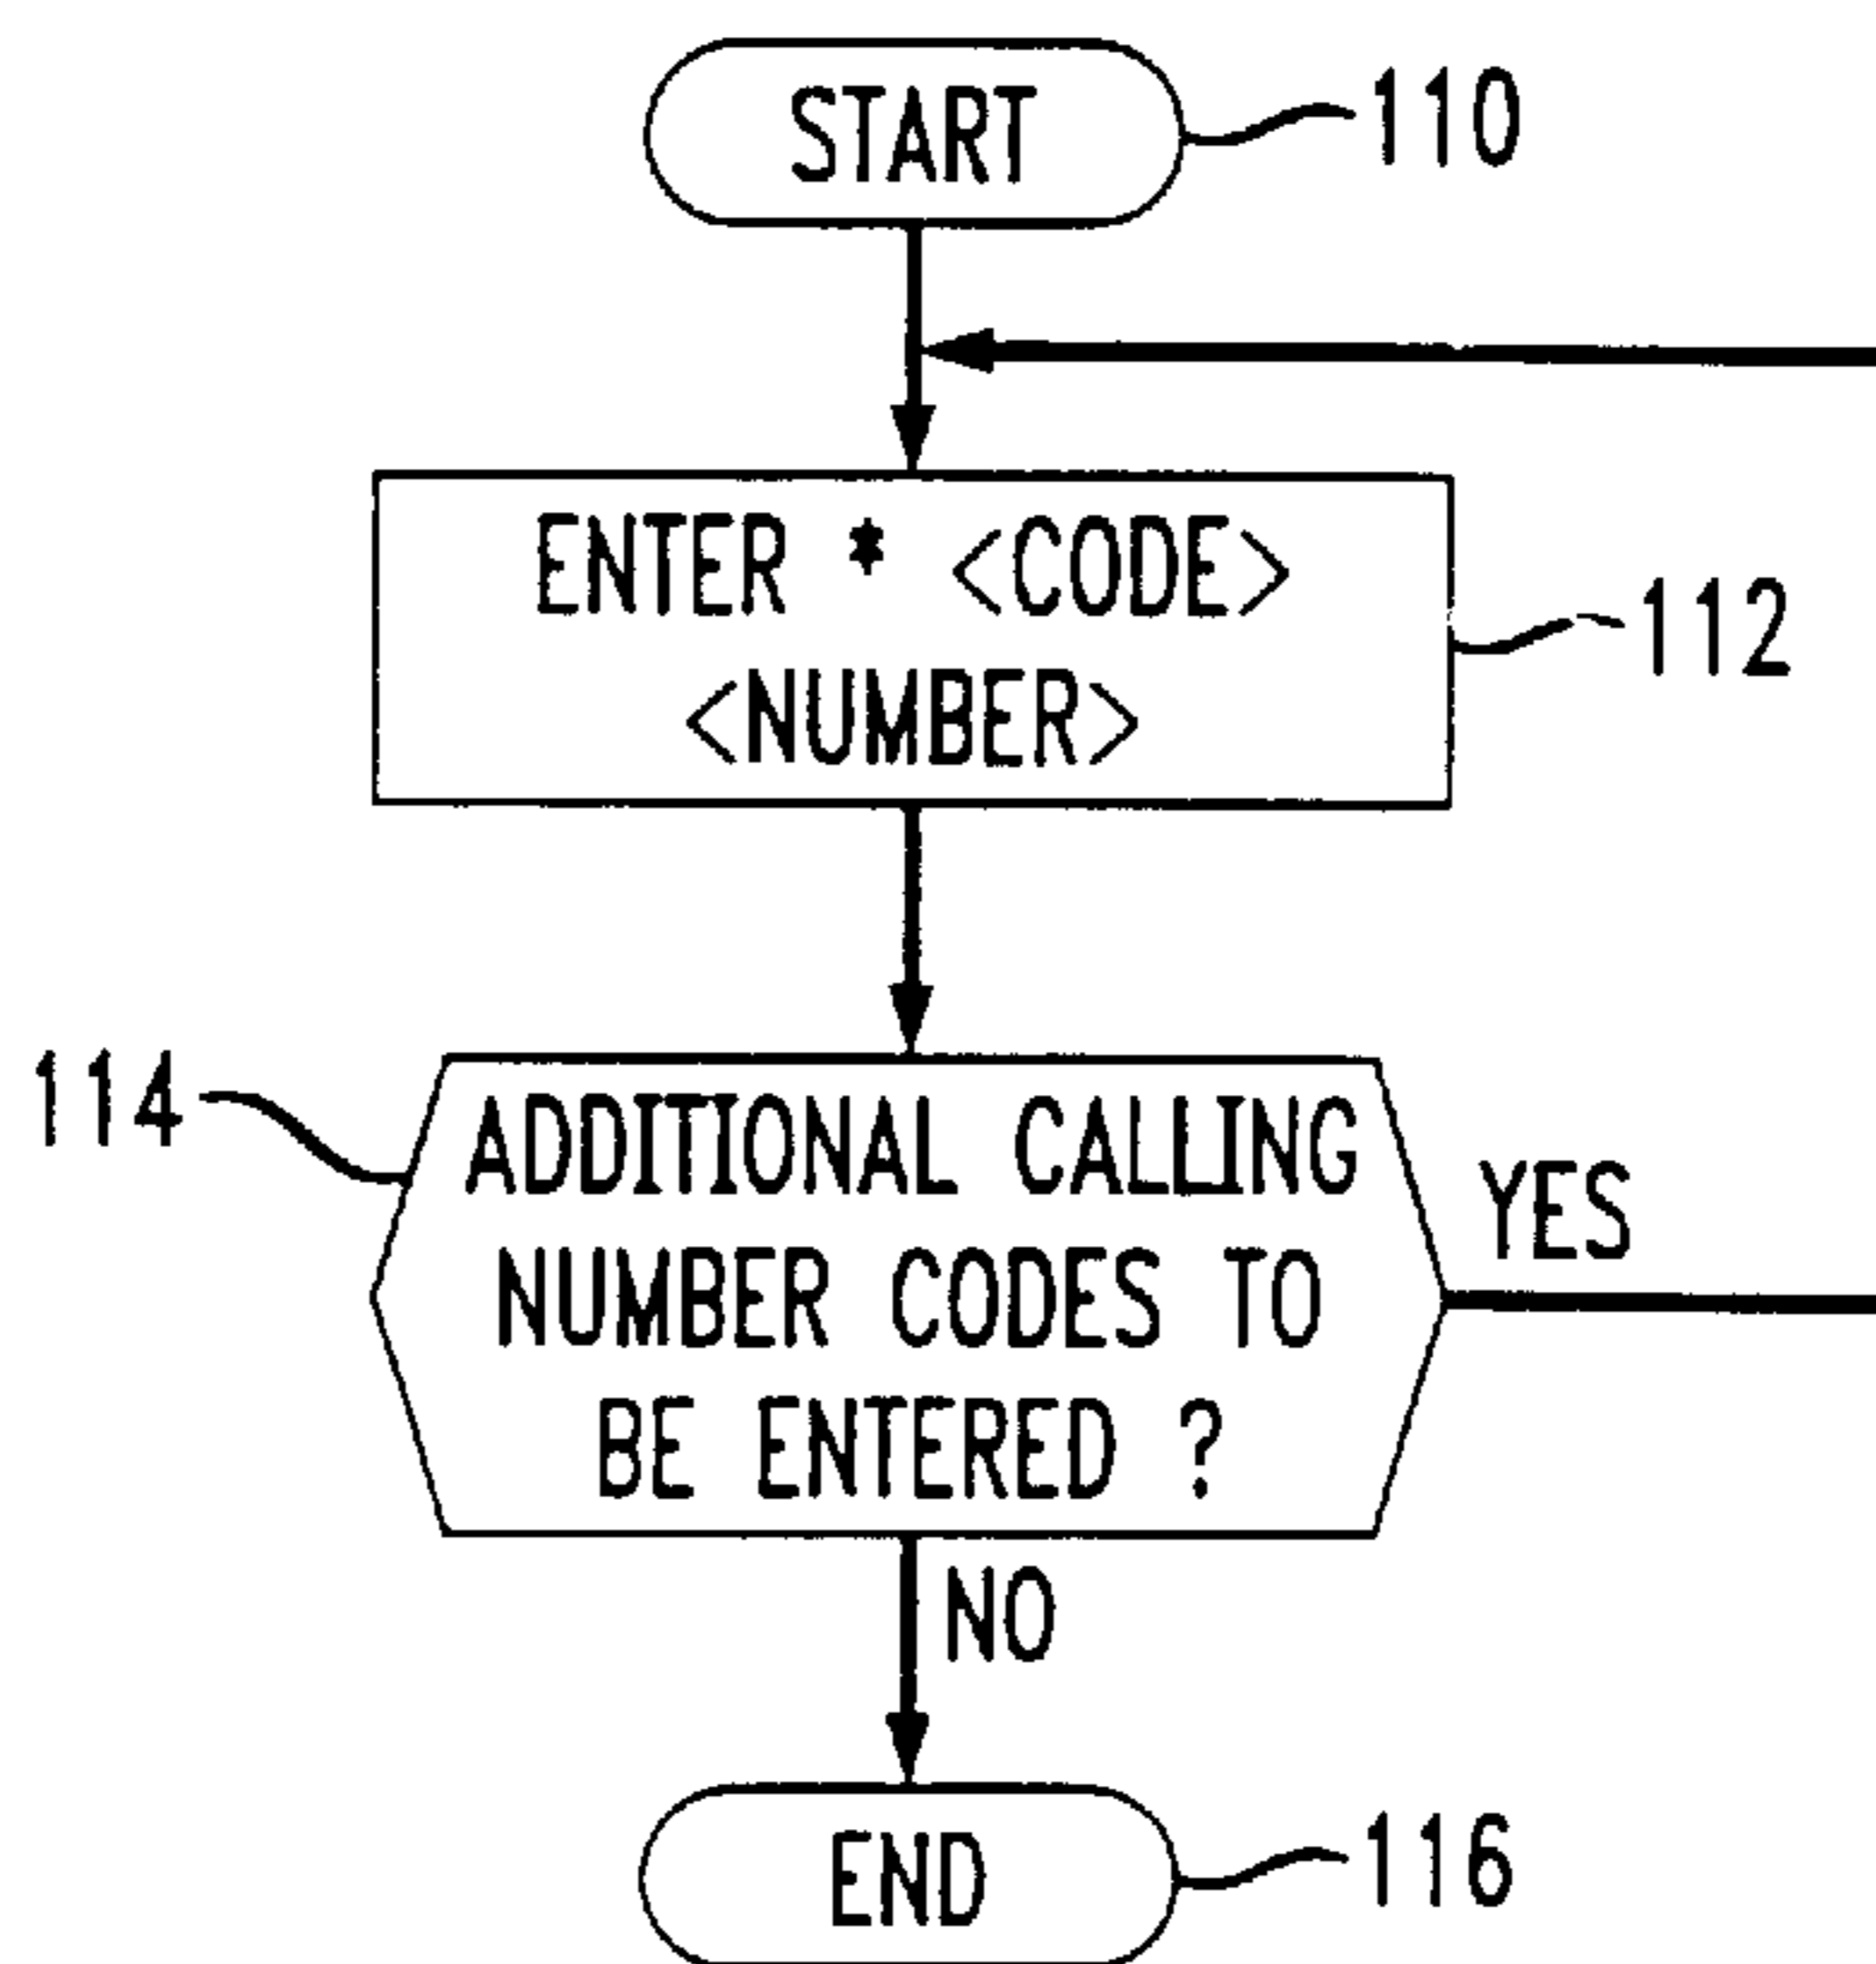 START
110
ENTER * <CODE>
<NUMBER>
112
114
ADDITIONAL CALLING
NUMBER CODES TO
BE ENTERED ?
YES
NO
END
116